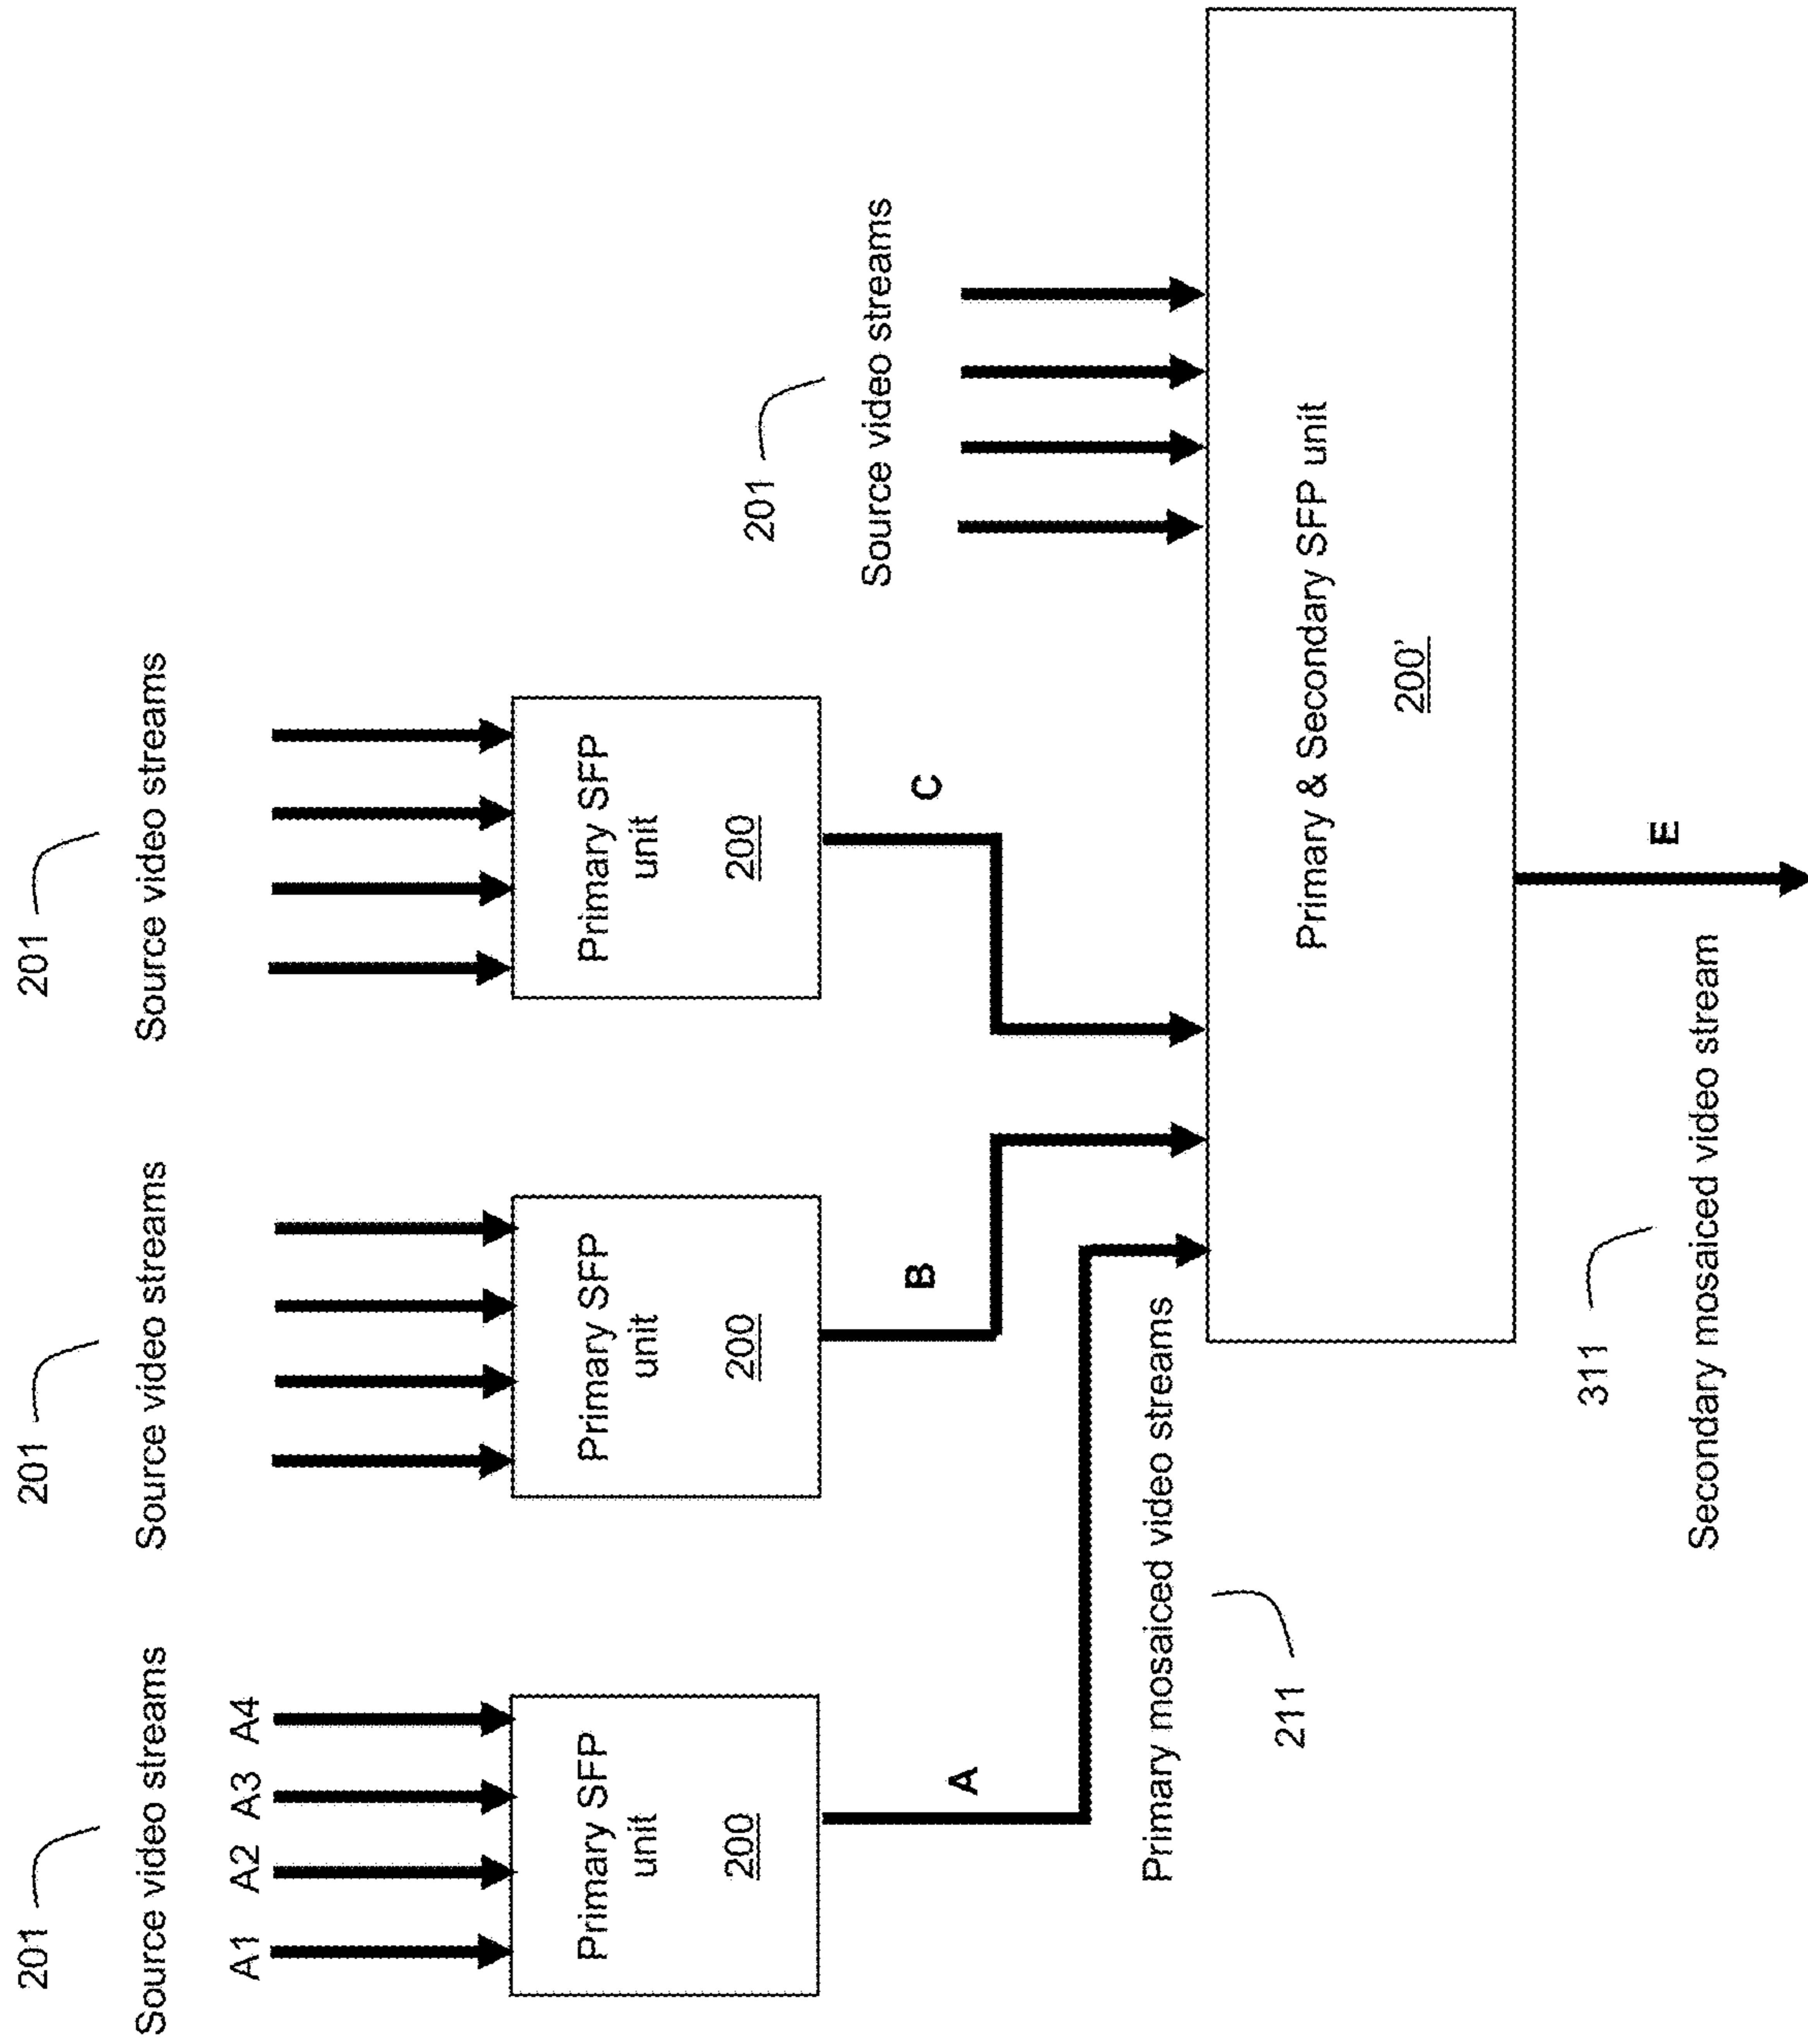 201
201
201
Source video streams
Source video streams
Source video streams
A1 A2 A3 A4
Primary SFP
unit
200
Primary SFP
unit
200
Primary SFP
unit
200
201
Source video streams
A
B
C
Primary mosaiced video streams
211
Primary & Secondary SFP unit
200'
311
Secondary mosaiced video stream
E